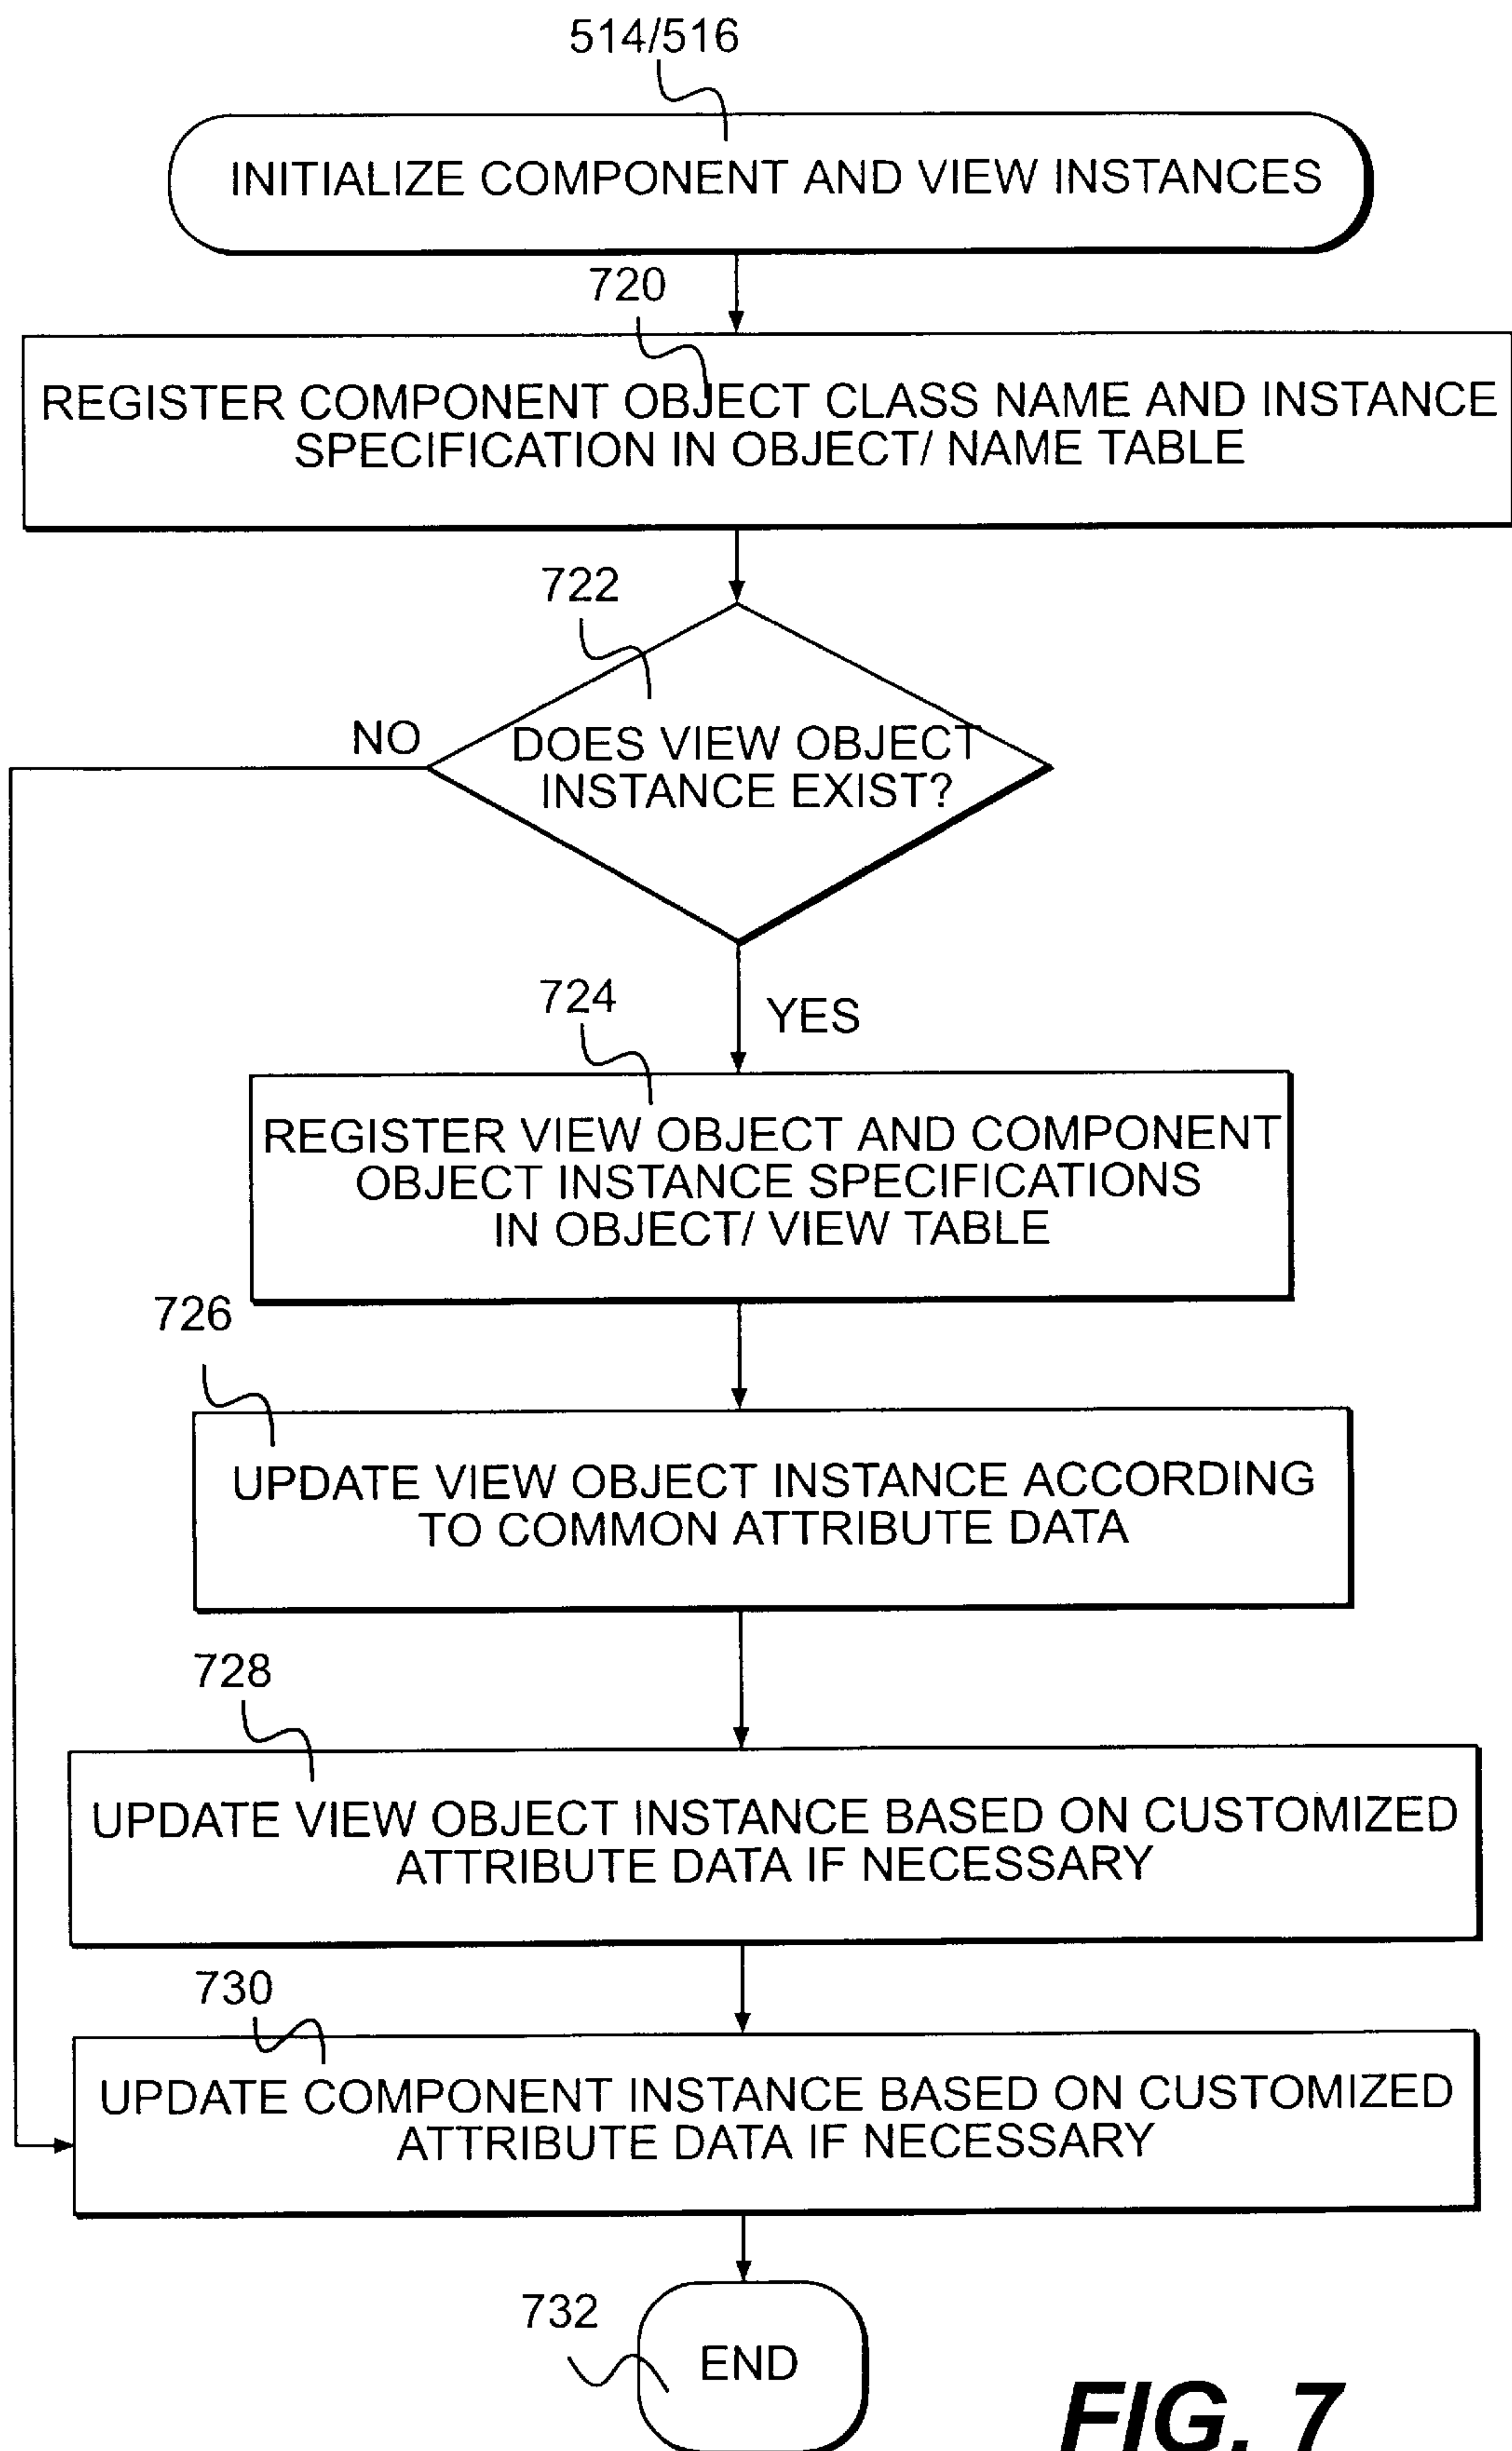 514/516
INITIALIZE COMPONENT AND VIEW INSTANCES
720
REGISTER COMPONENT OBJECT CLASS NAME AND INSTANCE
SPECIFICATION IN OBJECT/ NAME TABLE
722
NO
DOES VIEW OBJECT
INSTANCE EXIST?
724
YES
REGISTER VIEW OBJECT AND COMPONENT
OBJECT INSTANCE SPECIFICATIONS
IN OBJECT/ VIEW TABLE
726
UPDATE VIEW OBJECT INSTANCE ACCORDING
TO COMMON ATTRIBUTE DATA
728
UPDATE VIEW OBJECT INSTANCE BASED ON CUSTOMIZED
ATTRIBUTE DATA IF NECESSARY
730
UPDATE COMPONENT INSTANCE BASED ON CUSTOMIZED
ATTRIBUTE DATA IF NECESSARY
732
END
FIG. 7